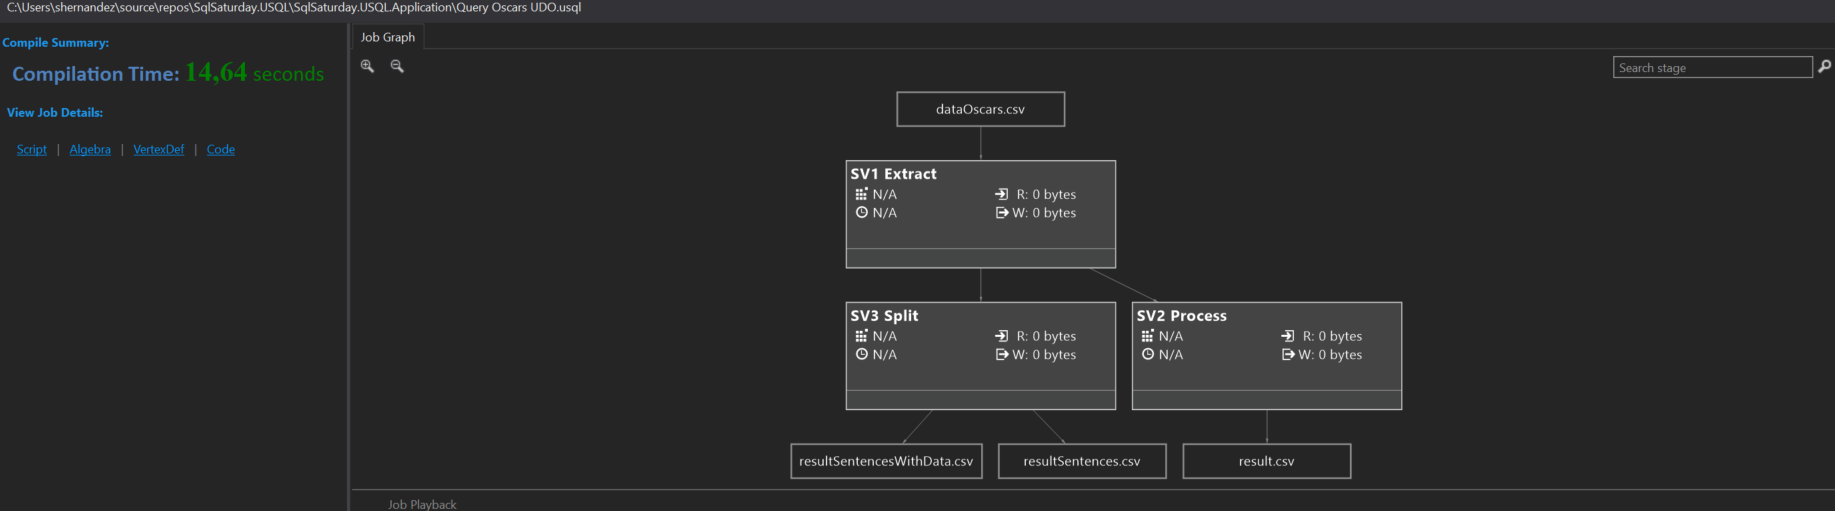 C:\Users\shernandez\source\repos\SqlSaturday.USQL\SqlSaturday.USQL.Application\Query Oscars UDO.usql
Compile Summary:
Compilation Time: 14,64 seconds
View Job Details:
Script | Algebra | VertexDef | Code
Job Graph
Search stage
dataOscars.csv
SV1 Extract
N/A R: 0 bytes
N/A W: 0 bytes
SV3 Split
N/A R: 0 bytes
N/A W: 0 bytes
SV2 Process
N/A R: 0 bytes
N/A W: 0 bytes
resultSentencesWithData.csv
resultSentences.csv
result.csv
Job Playback